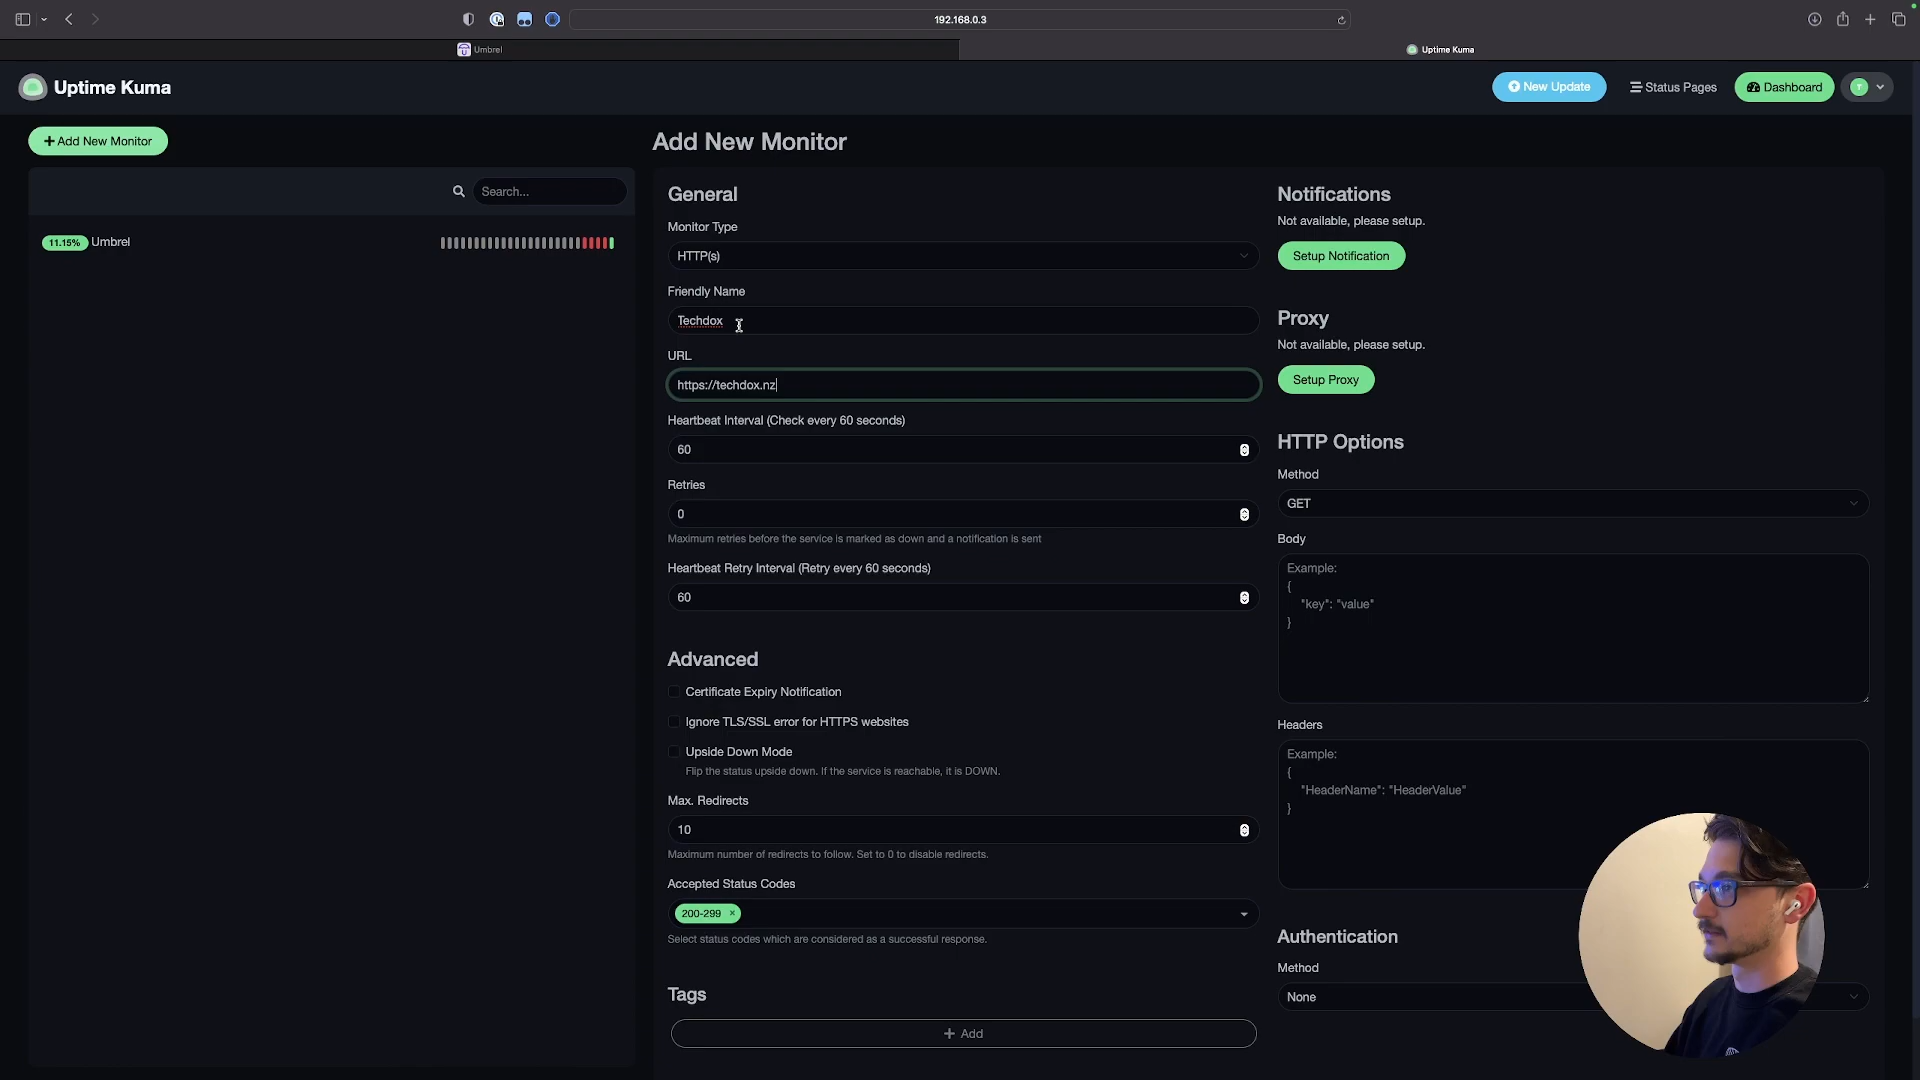 192.168.0.3
Umbrel
Uptime Kuma
Uptime Kuma
New Update
Status Pages
Dashboard
T
+ Add New Monitor
Search...
11.15% Umbrel
Add New Monitor
General
Monitor Type
HTTP(s)
Friendly Name
Techdox
URL
https://techdox.nz
Heartbeat Interval (Check every 60 seconds)
60
Retries
0
Maximum retries before the service is marked as down and a notification is sent
Heartbeat Retry Interval (Retry every 60 seconds)
60
Advanced
Certificate Expiry Notification
Ignore TLS/SSL error for HTTPS websites
Upside Down Mode
Flip the status upside down. If the service is reachable, it is DOWN.
Max. Redirects
10
Maximum number of redirects to follow. Set to 0 to disable redirects.
Accepted Status Codes
200-299 ×
Select status codes which are considered as a successful response.
Tags
+ Add
Notifications
Not available, please setup.
Setup Notification
Proxy
Not available, please setup.
Setup Proxy
HTTP Options
Method
GET
Body
Example:
{
"key": "value"
}
Headers
Example:
{
"HeaderName": "HeaderValue"
}
Authentication
Method
None